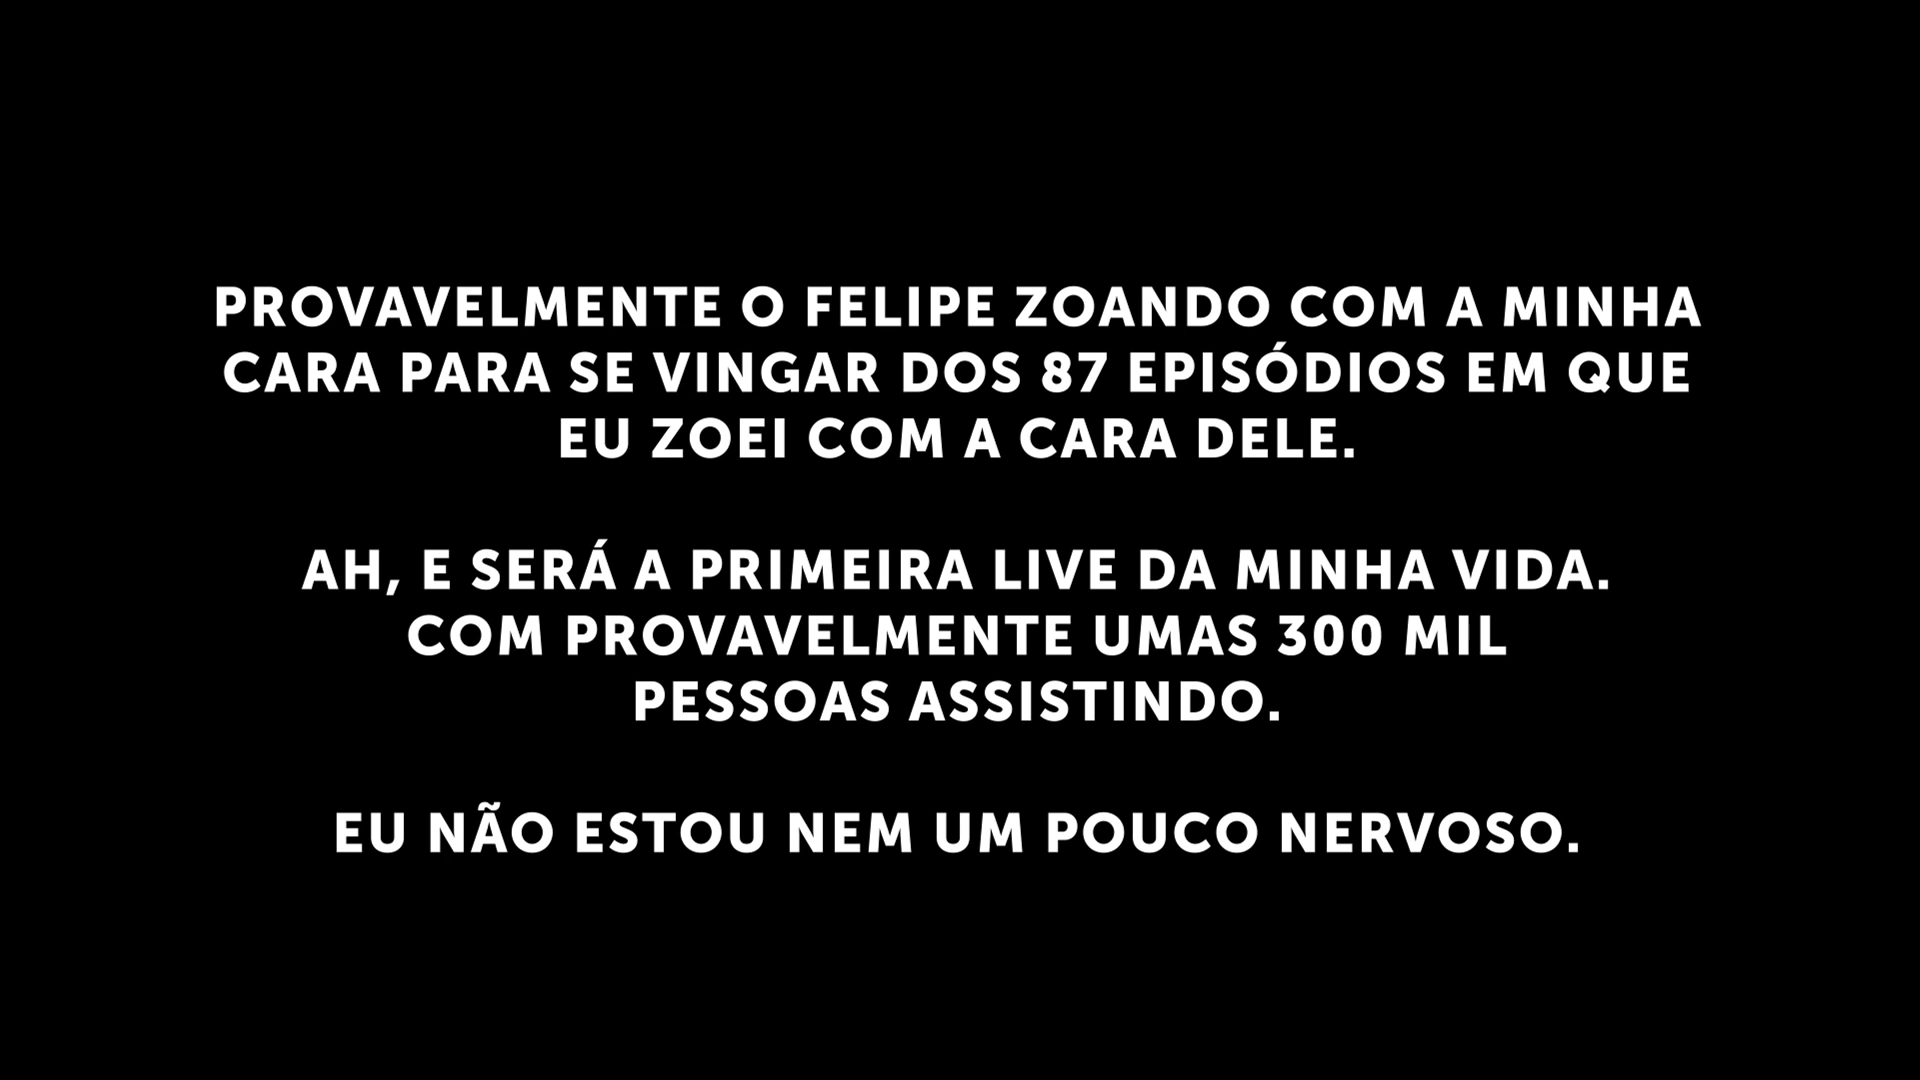 PROVAVELMENTE O FELIPE ZOANDO COM A MINHA
CARA PARA SE VINGAR DOS 87 EPISÓDIOS EM QUE
EU ZOEI COM A CARA DELE.
AH, E SERÁ A PRIMEIRA LIVE DA MINHA VIDA.
COM PROVAVELMENTE UMAS 300 MIL
PESSOAS ASSISTINDO.
EU NÃO ESTOU NEM UM POUCO NERVOSO.